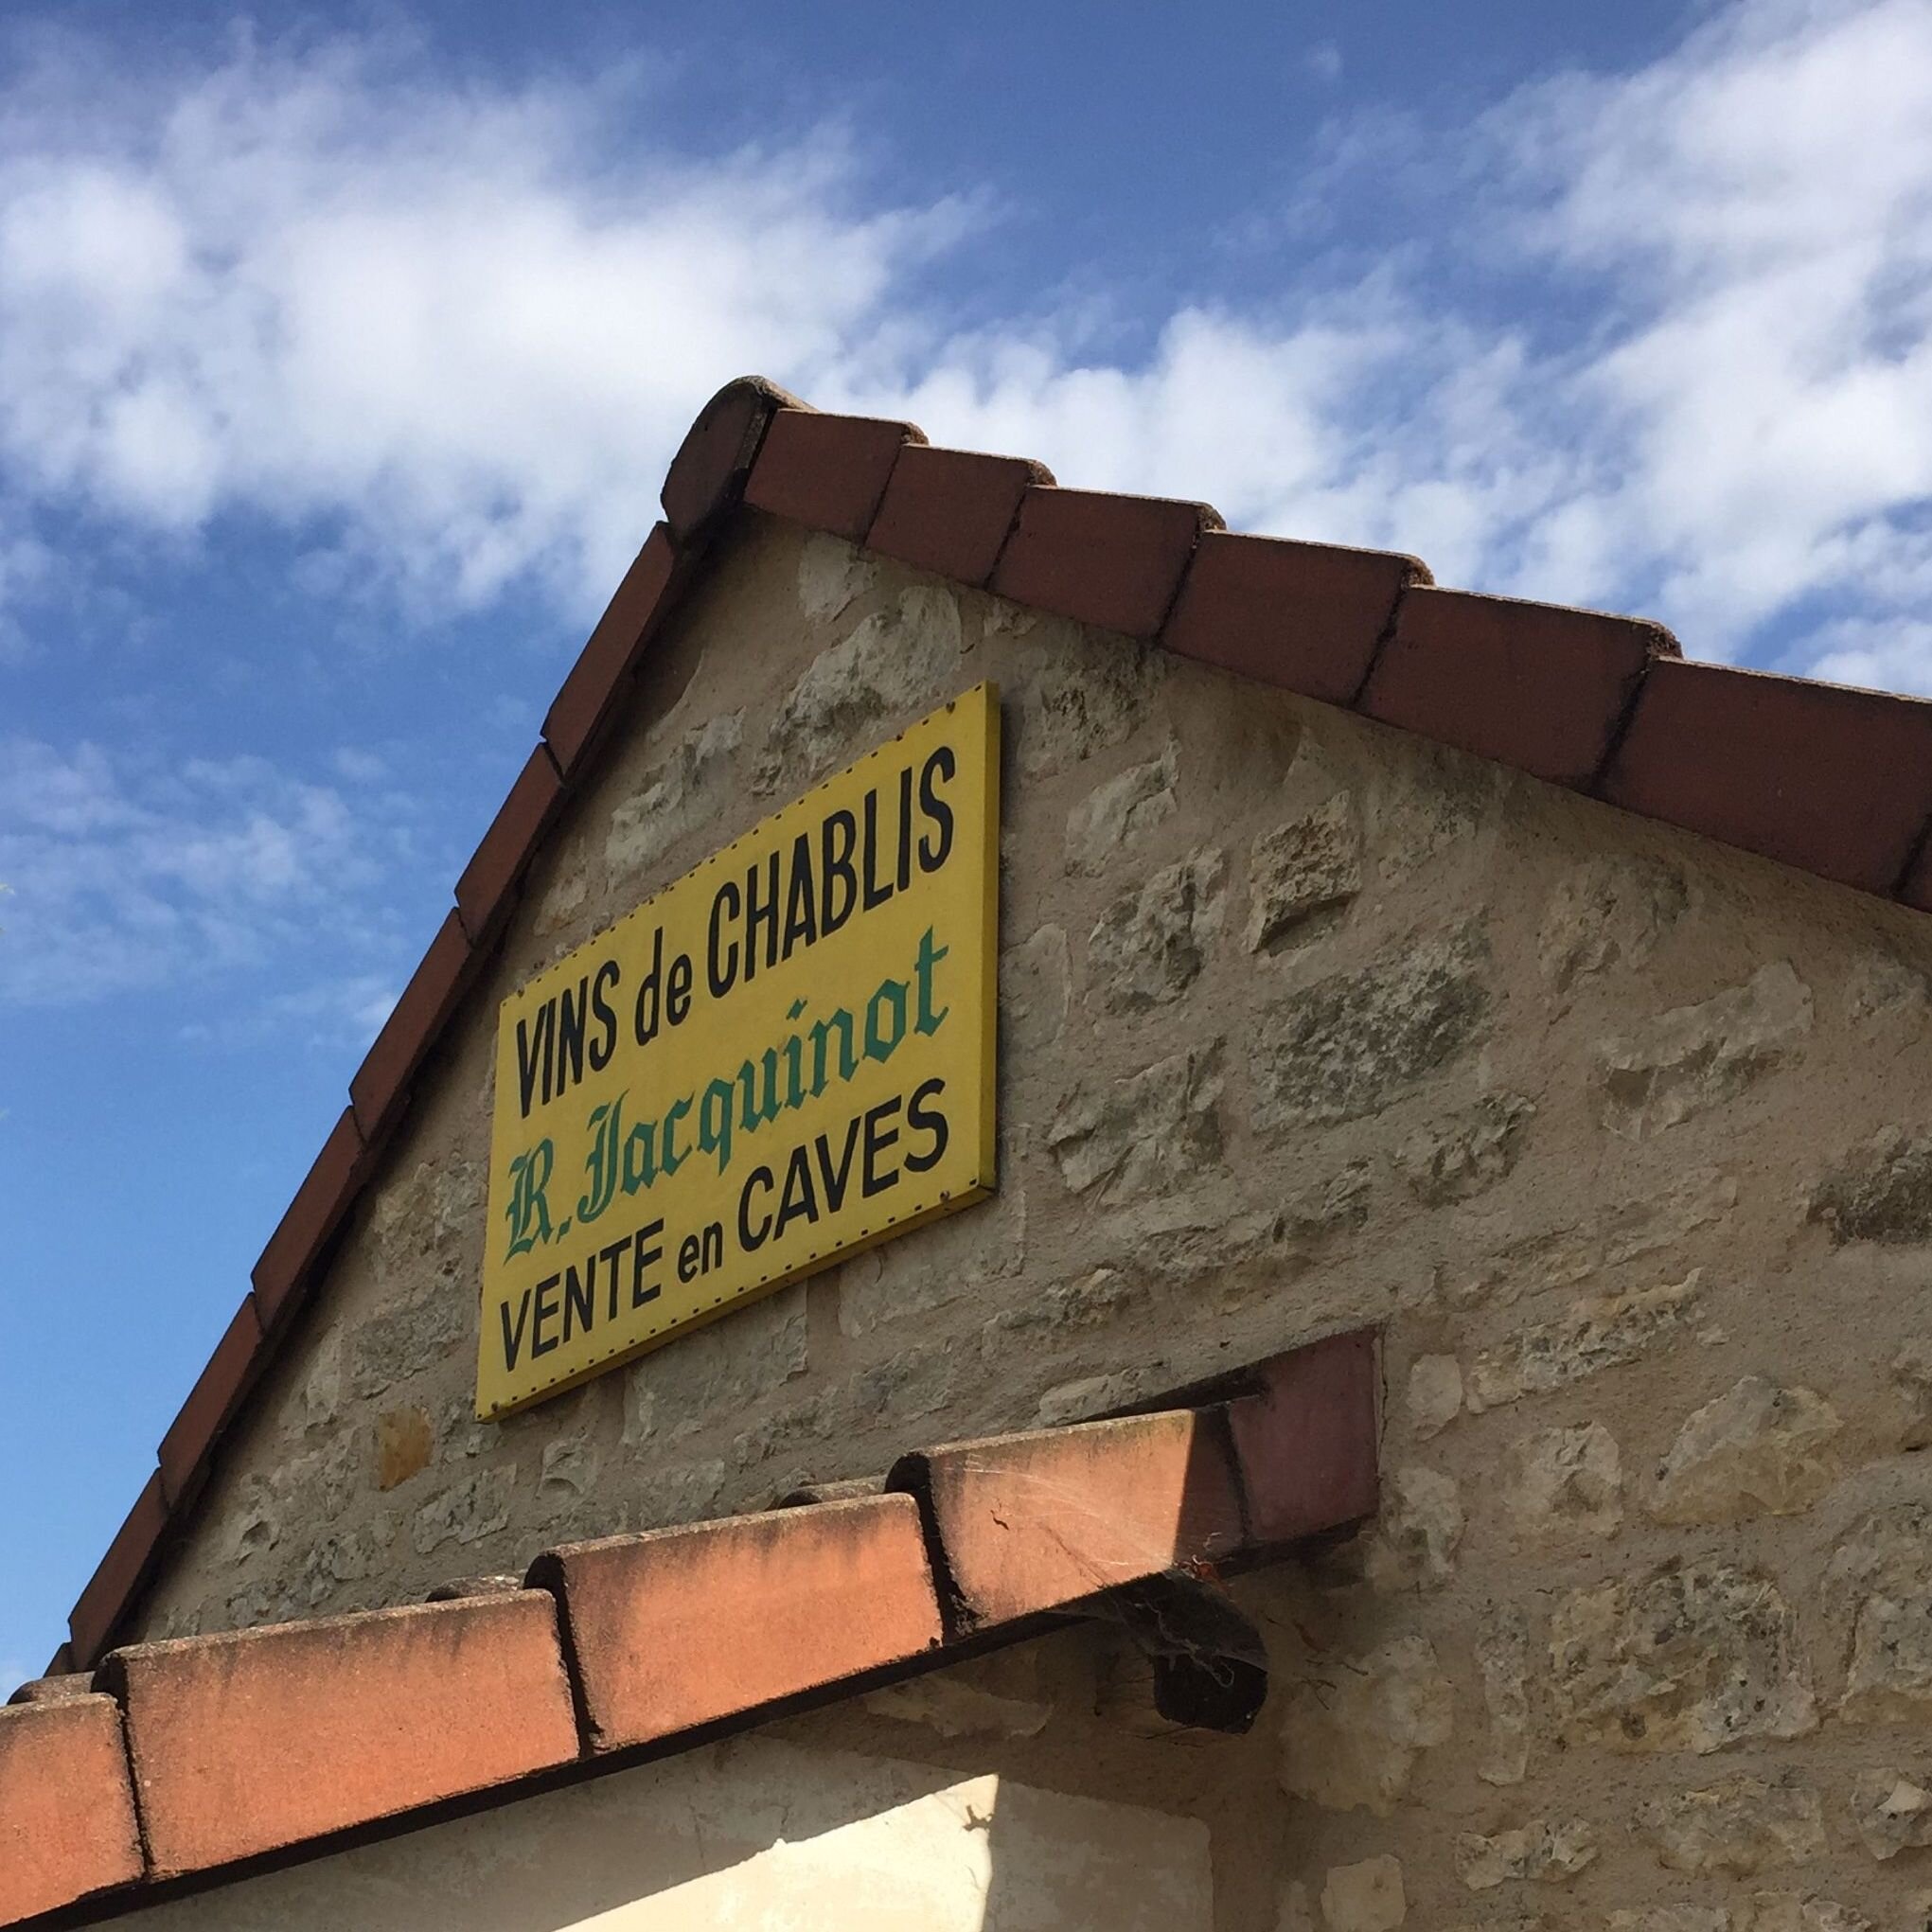 VINS de CHABLIS
R. Jacquinot
VENTE en CAVES